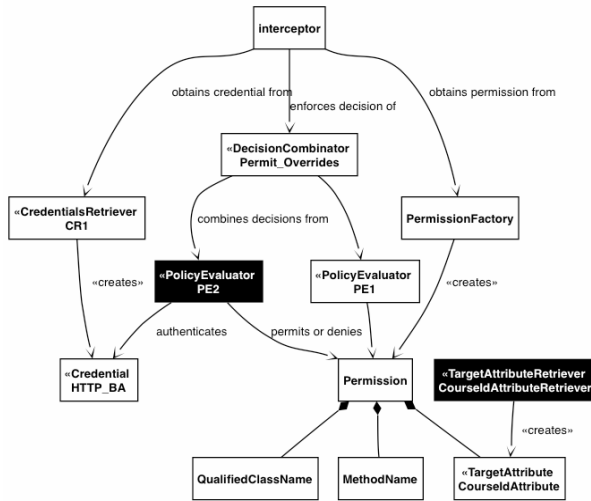 interceptor
obtains credential from
enforces decision of
obtains permission from
«DecisionCombinator
Permit_Overrides
«CredentialsRetriever
CR1
PermissionFactory
combines decisions from
«PolicyEvaluator
PE2
«PolicyEvaluator
PE1
«creates»
«creates»
authenticates
permits or denies
«Credential
HTTP_BA
Permission
«TargetAttributeRetriever
CourseIdAttributeRetriever
«creates»
QualifiedClassName
MethodName
«TargetAttribute
CourseIdAttribute